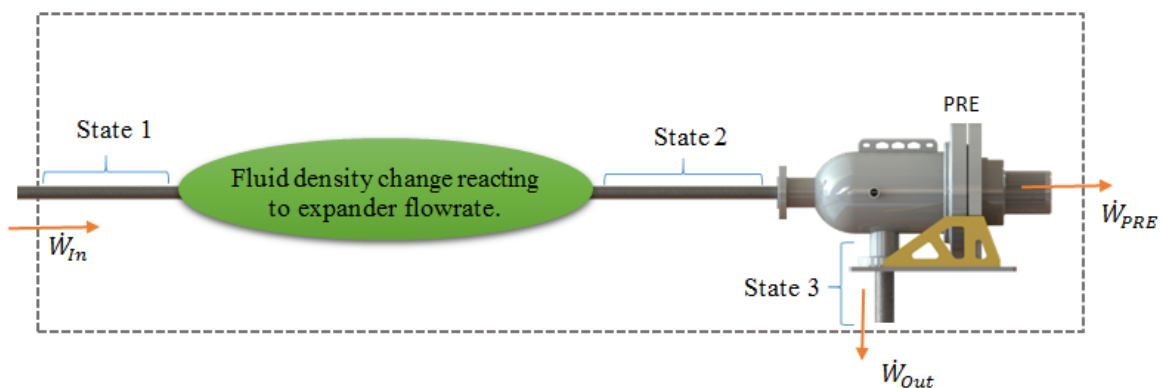 PRE
State 1
State 2
Fluid density change reacting
to expander flowrate.
Ẇ_PRE
Ẇ_In
State 3
Ẇ_Out